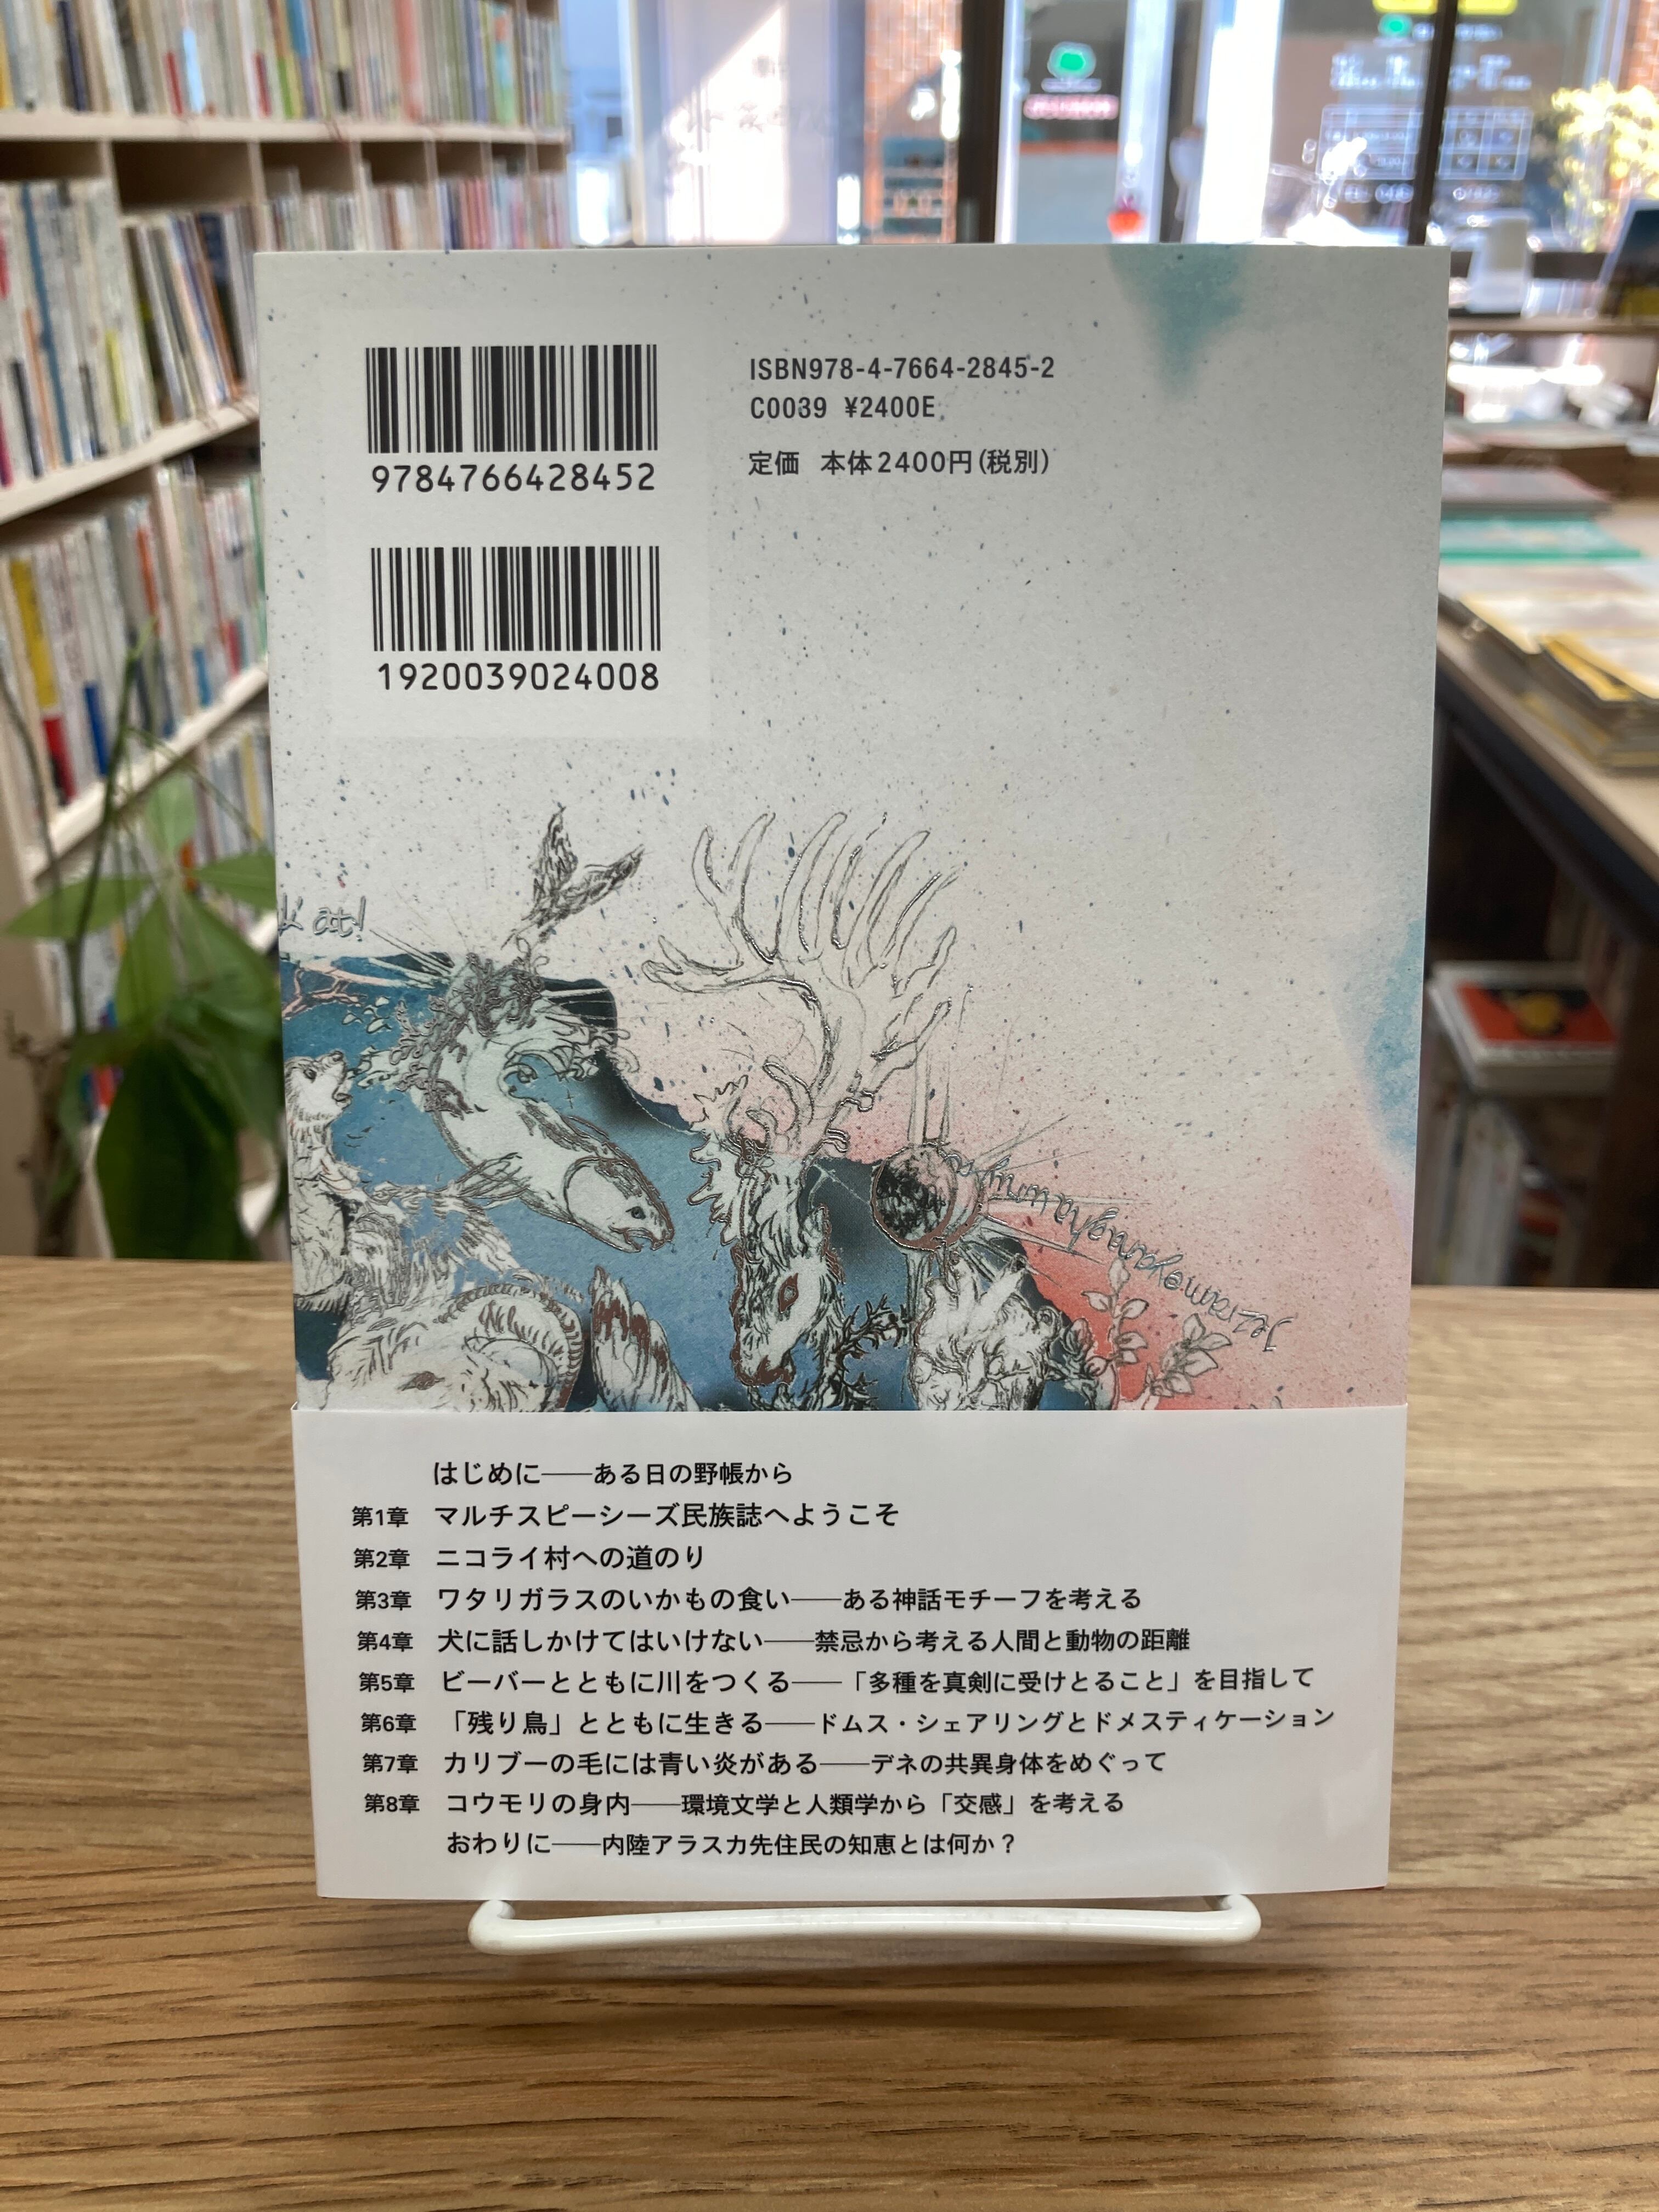 9784766428452
ISBN978-4-7664-2845-2
C0039 ¥2400E
定価 本体2400円(税別)
1920039024008
at!
はじめに──ある日の野帳から
第1章 マルチスピーシーズ民族誌へようこそ
第2章 ニコライ村への道のり
第3章 ワタリガラスのいかもの食い──ある神話モチーフを考える
第4章 犬に話しかけてはいけない──禁忌から考える人間と動物の距離
第5章 ビーバーとともに川をつくる──「多種を真剣に受けとること」を目指して
第6章 「残り鳥」とともに生きる──ドムス・シェアリングとドメスティケーション
第7章 カリブーの毛には青い炎がある──デネの共異身体をめぐって
第8章 コウモリの身内──環境文学と人類学から「交感」を考える
おわりに──内陸アラスカ先住民の知恵とは何か？